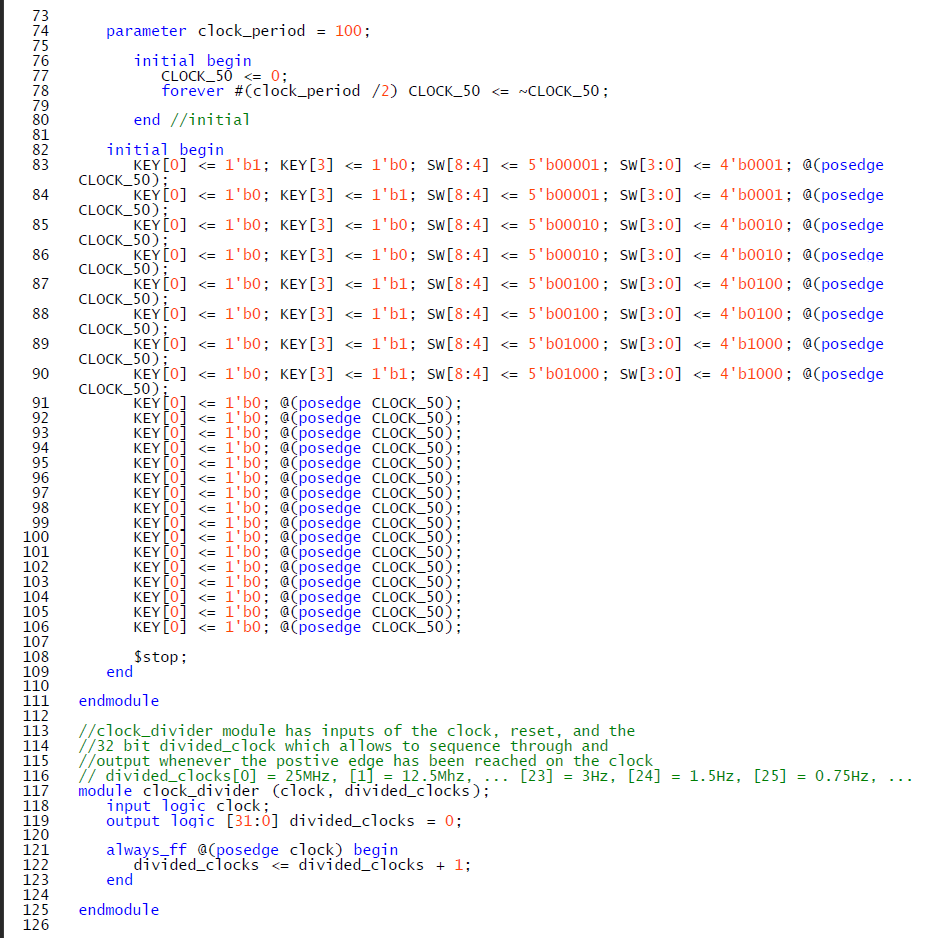 73
74 parameter clock_period = 100;
75
76 initial begin
77 CLOCK_50 <= 0;
78 forever #(clock_period /2) CLOCK_50 <= ~CLOCK_50;
79
80 end //initial
81
82 initial begin
83 KEY[0] <= 1'b1; KEY[3] <= 1'b0; SW[8:4] <= 5'b00001; SW[3:0] <= 4'b0001; @(posedge
CLOCK_50);
84 KEY[0] <= 1'b0; KEY[3] <= 1'b1; SW[8:4] <= 5'b00001; SW[3:0] <= 4'b0001; @(posedge
CLOCK_50);
85 KEY[0] <= 1'b0; KEY[3] <= 1'b0; SW[8:4] <= 5'b00010; SW[3:0] <= 4'b0010; @(posedge
CLOCK_50);
86 KEY[0] <= 1'b0; KEY[3] <= 1'b0; SW[8:4] <= 5'b00010; SW[3:0] <= 4'b0010; @(posedge
CLOCK_50);
87 KEY[0] <= 1'b0; KEY[3] <= 1'b1; SW[8:4] <= 5'b00100; SW[3:0] <= 4'b0100; @(posedge
CLOCK_50);
88 KEY[0] <= 1'b0; KEY[3] <= 1'b1; SW[8:4] <= 5'b00100; SW[3:0] <= 4'b0100; @(posedge
CLOCK_50);
89 KEY[0] <= 1'b0; KEY[3] <= 1'b1; SW[8:4] <= 5'b01000; SW[3:0] <= 4'b1000; @(posedge
CLOCK_50);
90 KEY[0] <= 1'b0; KEY[3] <= 1'b1; SW[8:4] <= 5'b01000; SW[3:0] <= 4'b1000; @(posedge
CLOCK_50);
91 KEY[0] <= 1'b0; @(posedge CLOCK_50);
92 KEY[0] <= 1'b0; @(posedge CLOCK_50);
93 KEY[0] <= 1'b0; @(posedge CLOCK_50);
94 KEY[0] <= 1'b0; @(posedge CLOCK_50);
95 KEY[0] <= 1'b0; @(posedge CLOCK_50);
96 KEY[0] <= 1'b0; @(posedge CLOCK_50);
97 KEY[0] <= 1'b0; @(posedge CLOCK_50);
98 KEY[0] <= 1'b0; @(posedge CLOCK_50);
99 KEY[0] <= 1'b0; @(posedge CLOCK_50);
100 KEY[0] <= 1'b0; @(posedge CLOCK_50);
101 KEY[0] <= 1'b0; @(posedge CLOCK_50);
102 KEY[0] <= 1'b0; @(posedge CLOCK_50);
103 KEY[0] <= 1'b0; @(posedge CLOCK_50);
104 KEY[0] <= 1'b0; @(posedge CLOCK_50);
105 KEY[0] <= 1'b0; @(posedge CLOCK_50);
106 KEY[0] <= 1'b0; @(posedge CLOCK_50);
107
108 $stop;
109 end
110
111 endmodule
112
113 //clock_divider module has inputs of the clock, reset, and the
114 //32 bit divided_clock which allows to sequence through and
115 //output whenever the postive edge has been reached on the clock
116 // divided_clocks[0] = 25MHz, [1] = 12.5Mhz, ... [23] = 3Hz, [24] = 1.5Hz, [25] = 0.75Hz, ...
117 module clock_divider (clock, divided_clocks);
118 input logic clock;
119 output logic [31:0] divided_clocks = 0;
120
121 always_ff @(posedge clock) begin
122 divided_clocks <= divided_clocks + 1;
123 end
124
125 endmodule
126